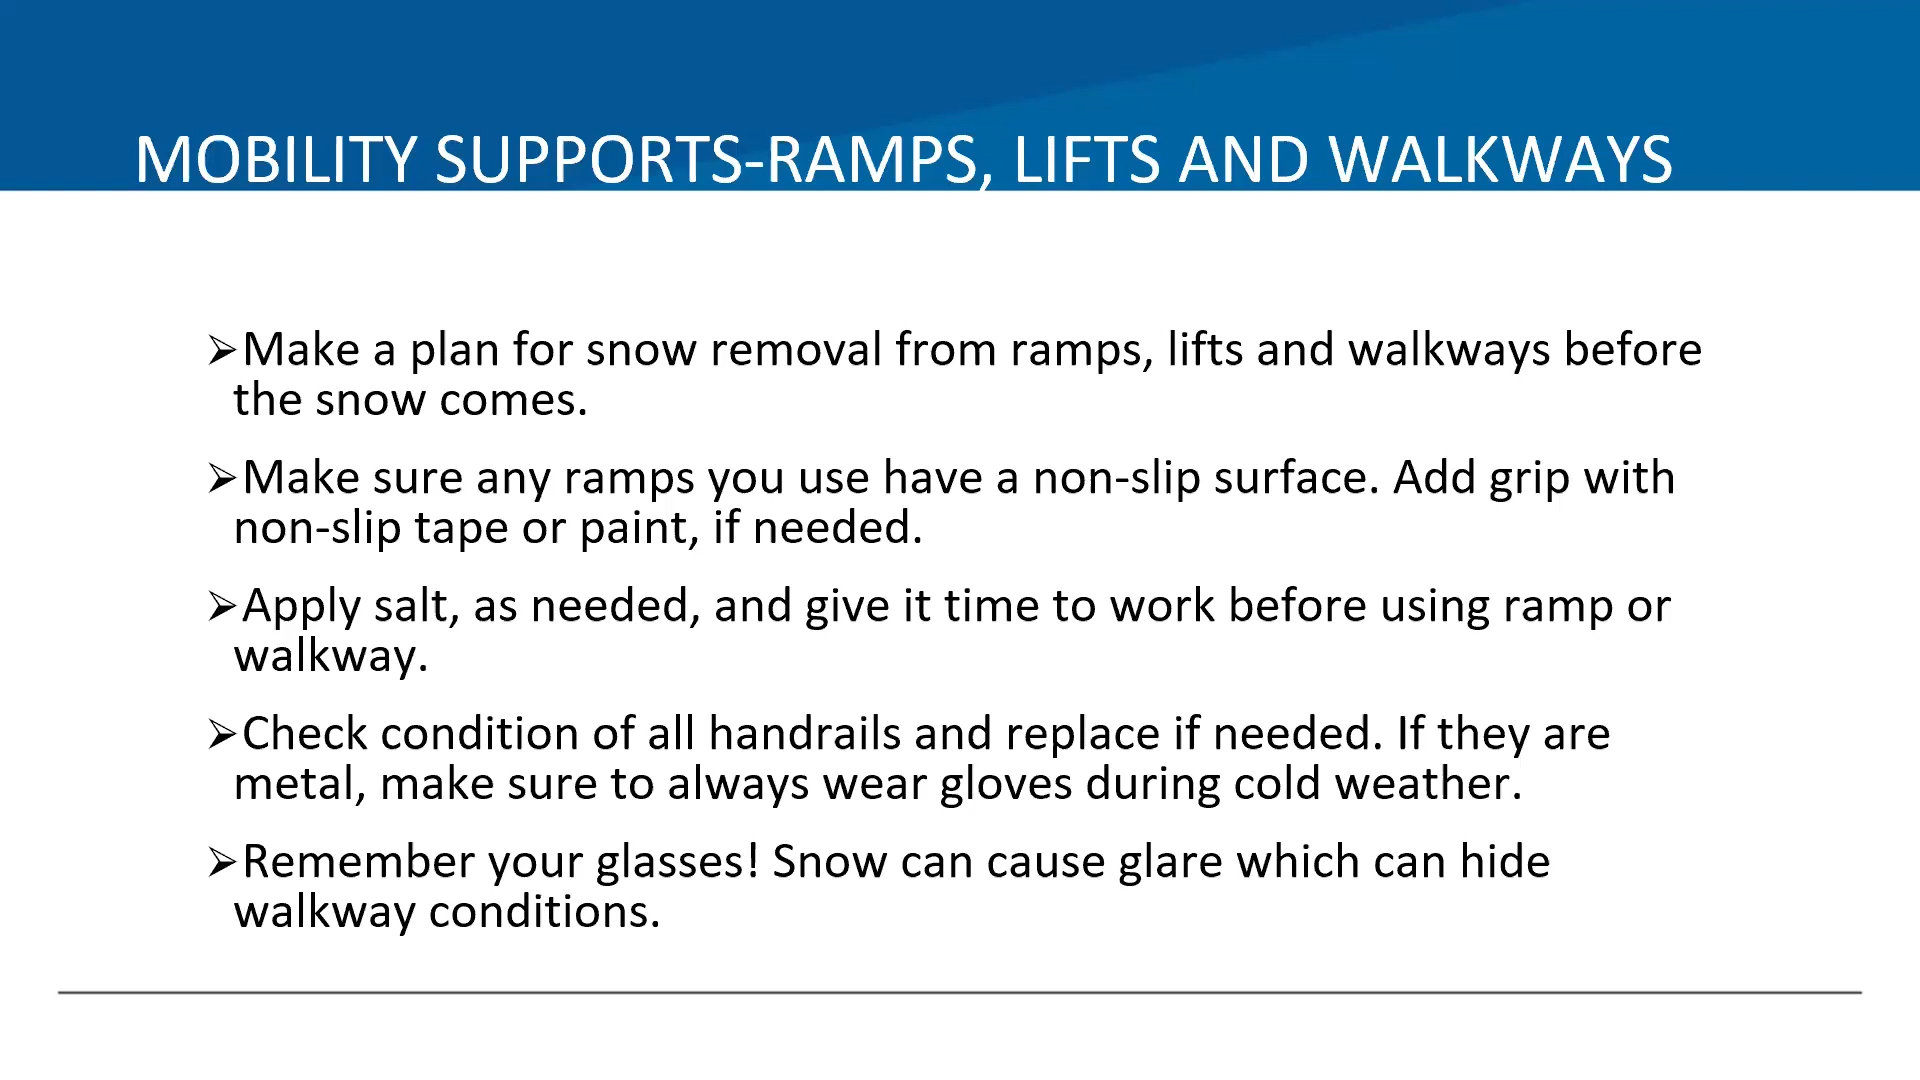 MOBILITY SUPPORTS-RAMPS, LIFTS AND WALKWAYS
➢Make a plan for snow removal from ramps, lifts and walkways before
the snow comes.
➢Make sure any ramps you use have a non-slip surface. Add grip with
non-slip tape or paint, if needed.
➢Apply salt, as needed, and give it time to work before using ramp or
walkway.
➢Check condition of all handrails and replace if needed. If they are
metal, make sure to always wear gloves during cold weather.
➢Remember your glasses! Snow can cause glare which can hide
walkway conditions.